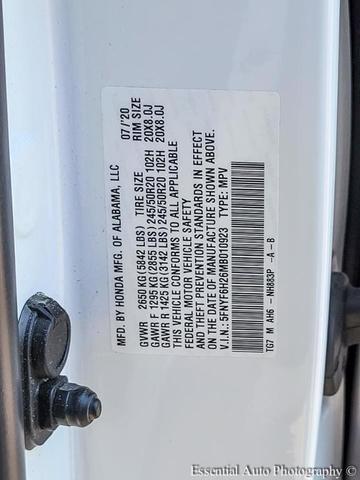 BY HONDA MFG. OF ALABAMA, LLC 07/'20
GVWR 2650 KG (5842 LBS) TIRE SIZE RIM SIZE
GAWR F 1295 KG (2855 LBS) 245/50R20 102H 20X8.0J
GAWR R 1425 KG (3142 LBS) 245/50R20 102H 20X8.0J
THIS VEHICLE CONFORMS TO ALL APPLICABLE
FEDERAL MOTOR VEHICLE SAFETY
AND THEFT PREVENTION STANDARDS IN EFFECT
ON THE DATE OF MANUFACTURE SHOWN ABOVE.
V.I.N.: 5FNYF6H26MB010923 TYPE: MPV
TG7 M AH6 -NH883P -A-B
Essential Auto Photography ©